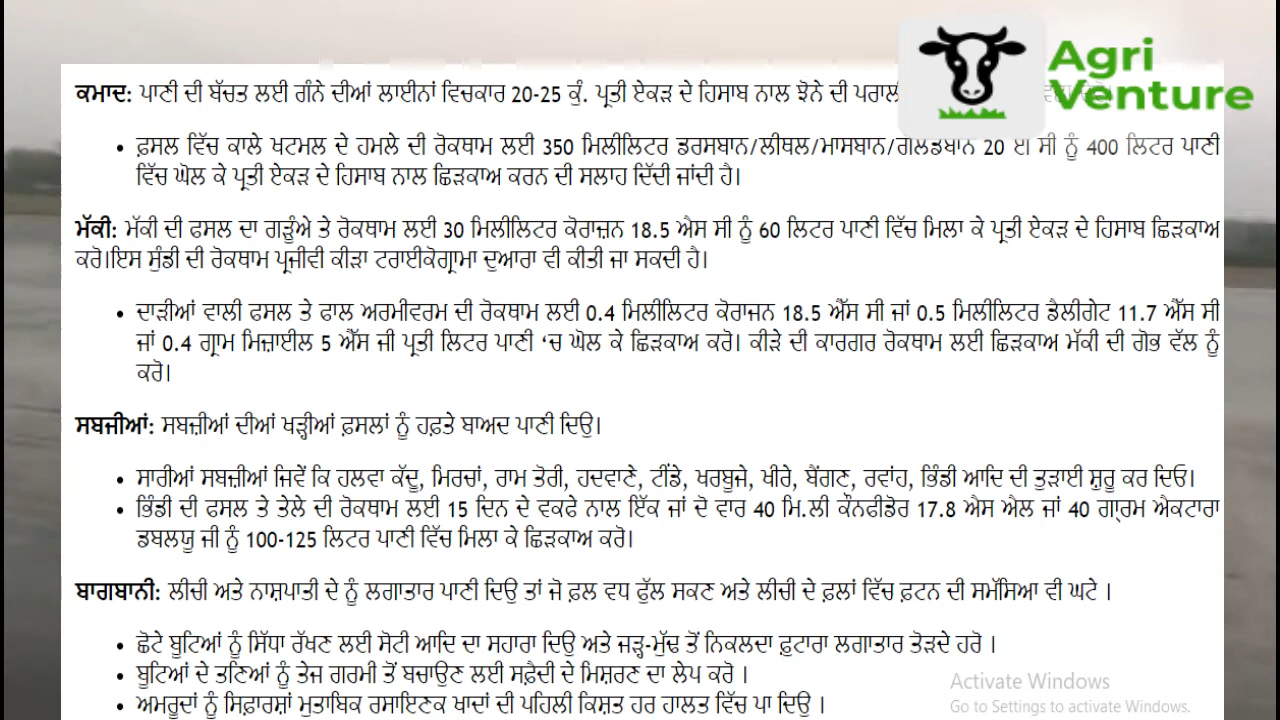 Agri
Venture
ਕਮਾਦ: ਪਾਣੀ ਦੀ ਬੱਚਤ ਲਈ ਗੰਨੇ ਦੀਆਂ ਲਾਈਨਾਂ ਵਿਚਕਾਰ 20-25 ਕੁੰ. ਪ੍ਰਤੀ ਏਕੜ ਦੇ ਹਿਸਾਬ ਨਾਲ ਝੋਨੇ ਦੀ
• ਫ਼ਸਲ ਵਿੱਚ ਕਾਲੇ ਖਟਮਲ ਦੇ ਹਮਲੇ ਦੀ ਰੋਕਥਾਮ ਲਈ 350 ਮਿਲੀਲਿਟਰ ਡਰਸਬਾਨ/ਲੀਥਲ/ਮਾਸਬਾਨ/ਗੋਲਡਬਾਨ 20 ਈ ਸੀ ਨੂੰ 400 ਲਿਟਰ ਪਾਣੀ
ਵਿੱਚ ਘੋਲ ਕੇ ਪ੍ਰਤੀ ਏਕੜ ਦੇ ਹਿਸਾਬ ਨਾਲ ਛਿੜਕਾਅ ਕਰਨ ਦੀ ਸਲਾਹ ਦਿੱਦੀ ਜਾਂਦੀ ਹੈ।
ਮੱਕੀ: ਮੱਕੀ ਦੀ ਫਸਲ ਦਾ ਗੜੂੰਅੇ ਤੇ ਰੋਕਥਾਮ ਲਈ 30 ਮਿਲੀਲਿਟਰ ਕੋਰਾਜ਼ਨ 18.5 ਐਸ ਸੀ ਨੂੰ 60 ਲਿਟਰ ਪਾਣੀ ਵਿੱਚ ਮਿਲਾ ਕੇ ਪ੍ਰਤੀ ਏਕੜ ਦੇ ਹਿਸਾਬ ਛਿੜਕਾਅ
ਕਰੋ।ਇਸ ਸੁੰਡੀ ਦੀ ਰੋਕਥਾਮ ਪ੍ਰਜੀਵੀ ਕੀੜਾ ਟਰਾਈਕੋਗ੍ਰਾਮਾ ਦੁਆਰਾ ਵੀ ਕੀਤੀ ਜਾ ਸਕਦੀ ਹੈ।
• ਦਾੜੀਆਂ ਵਾਲੀ ਫਸਲ ਤੇ ਫਾਲ ਅਰਮੀਵਰਮ ਦੀ ਰੋਕਥਾਮ ਲਈ 0.4 ਮਿਲੀਲਿਟਰ ਕੋਰਾਜਨ 18.5 ਐੱਸ ਸੀ ਜਾਂ 0.5 ਮਿਲੀਲਿਟਰ ਡੈਲੀਗੇਟ 11.7 ਐੱਸ ਸੀ
ਜਾਂ 0.4 ਗ੍ਰਾਮ ਮਿਜ਼ਾਈਲ 5 ਐੱਸ ਜੀ ਪ੍ਰਤੀ ਲਿਟਰ ਪਾਣੀ ‘ਚ ਘੋਲ ਕੇ ਛਿੜਕਾਅ ਕਰੋ। ਕੀੜੇ ਦੀ ਕਾਰਗਰ ਰੋਕਥਾਮ ਲਈ ਛਿੜਕਾਅ ਮੱਕੀ ਦੀ ਗੋਭ ਵੱਲ ਨੂੰ
ਕਰੋ।
ਸਬਜੀਆਂ: ਸਬਜ਼ੀਆਂ ਦੀਆਂ ਖੜ੍ਹੀਆਂ ਫ਼ਸਲਾਂ ਨੂੰ ਹਫ਼ਤੇ ਬਾਅਦ ਪਾਣੀ ਦਿਉ।
• ਸਾਰੀਆਂ ਸਬਜ਼ੀਆਂ ਜਿਵੇਂ ਕਿ ਹਲਵਾ ਕੱਦੂ, ਮਿਰਚਾਂ, ਰਾਮ ਤੋਰੀ, ਹਦਵਾਣੇ, ਟੀਂਡੇ, ਖਰਬੂਜੇ, ਖੀਰੇ, ਬੈਂਗਣ, ਰਵਾਂਹ, ਭਿੰਡੀ ਆਦਿ ਦੀ ਤੁੜਾਈ ਸ਼ੁਰੂ ਕਰ ਦਿਓ।
• ਭਿੰਡੀ ਦੀ ਫਸਲ ਤੇ ਤੇਲੇ ਦੀ ਰੋਕਥਾਮ ਲਈ 15 ਦਿਨ ਦੇ ਵਕਫੇ ਨਾਲ ਇੱਕ ਜਾਂ ਦੋ ਵਾਰ 40 ਮਿ.ਲੀ ਕੌਨਫੀਡੋਰ 17.8 ਐਸ ਐਲ ਜਾਂ 40 ਗਾ੍ਰਮ ਐਕਟਾਰਾ
ਡਬਲਯੂ ਜੀ ਨੂੰ 100-125 ਲਿਟਰ ਪਾਣੀ ਵਿੱਚ ਮਿਲਾ ਕੇ ਛਿੜਕਾਅ ਕਰੋ।
ਬਾਗਬਾਨੀ: ਲੀਚੀ ਅਤੇ ਨਾਸ਼ਪਾਤੀ ਦੇ ਨੂੰ ਲਗਾਤਾਰ ਪਾਣੀ ਦਿਉ ਤਾਂ ਜੋ ਫ਼ਲ ਵਧ ਫੁੱਲ ਸਕਣ ਅਤੇ ਲੀਚੀ ਦੇ ਫ਼ਲਾਂ ਵਿੱਚ ਫ਼ਟਨ ਦੀ ਸਮੱਸਿਆ ਵੀ ਘਟੇ ।
• ਛੋਟੇ ਬੂਟਿਆਂ ਨੂੰ ਸਿੱਧਾ ਰੱਖਣ ਲਈ ਸੋਟੀ ਆਦਿ ਦਾ ਸਹਾਰਾ ਦਿਉ ਅਤੇ ਜੜ੍ਹ-ਮੁੱਢ ਤੋਂ ਨਿਕਲਦਾ ਫ਼ੁਟਾਰਾ ਲਗਾਤਾਰ ਤੋੜਦੇ ਹਰੋ ।
• ਬੂਟਿਆਂ ਦੇ ਤਣਿਆਂ ਨੂੰ ਤੇਜ ਗਰਮੀ ਤੋਂ ਬਚਾਉਣ ਲਈ ਸਫ਼ੈਦੀ ਦੇ ਮਿਸ਼ਰਣ ਦਾ ਲੇਪ ਕਰੋ ।
• ਅਮਰੂਦਾਂ ਨੂੰ ਸਿਫ਼ਾਰਸ਼ਾਂ ਮੁਤਾਬਿਕ ਰਸਾਇਣਕ ਖਾਦਾਂ ਦੀ ਪਹਿਲੀ ਕਿਸ਼ਤ ਹਰ ਹਾਲਤ ਵਿੱਚ ਪਾ ਦਿਉ ।
Activate Windows
Go to Settings to activate Windows.